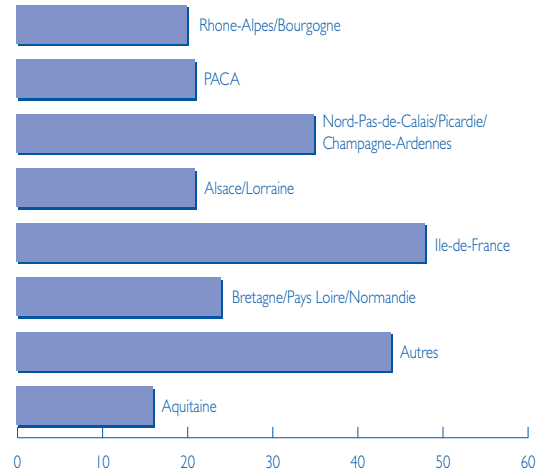 Rhone-Alpes/Bourgogne
PACA
Nord-Pas-de-Calais/Picardie/
Champagne-Ardennes
Alsace/Lorraine
Ile-de-France
Bretagne/Pays Loire/Normandie
Autres
Aquitaine
0 10 20 30 40 50 60